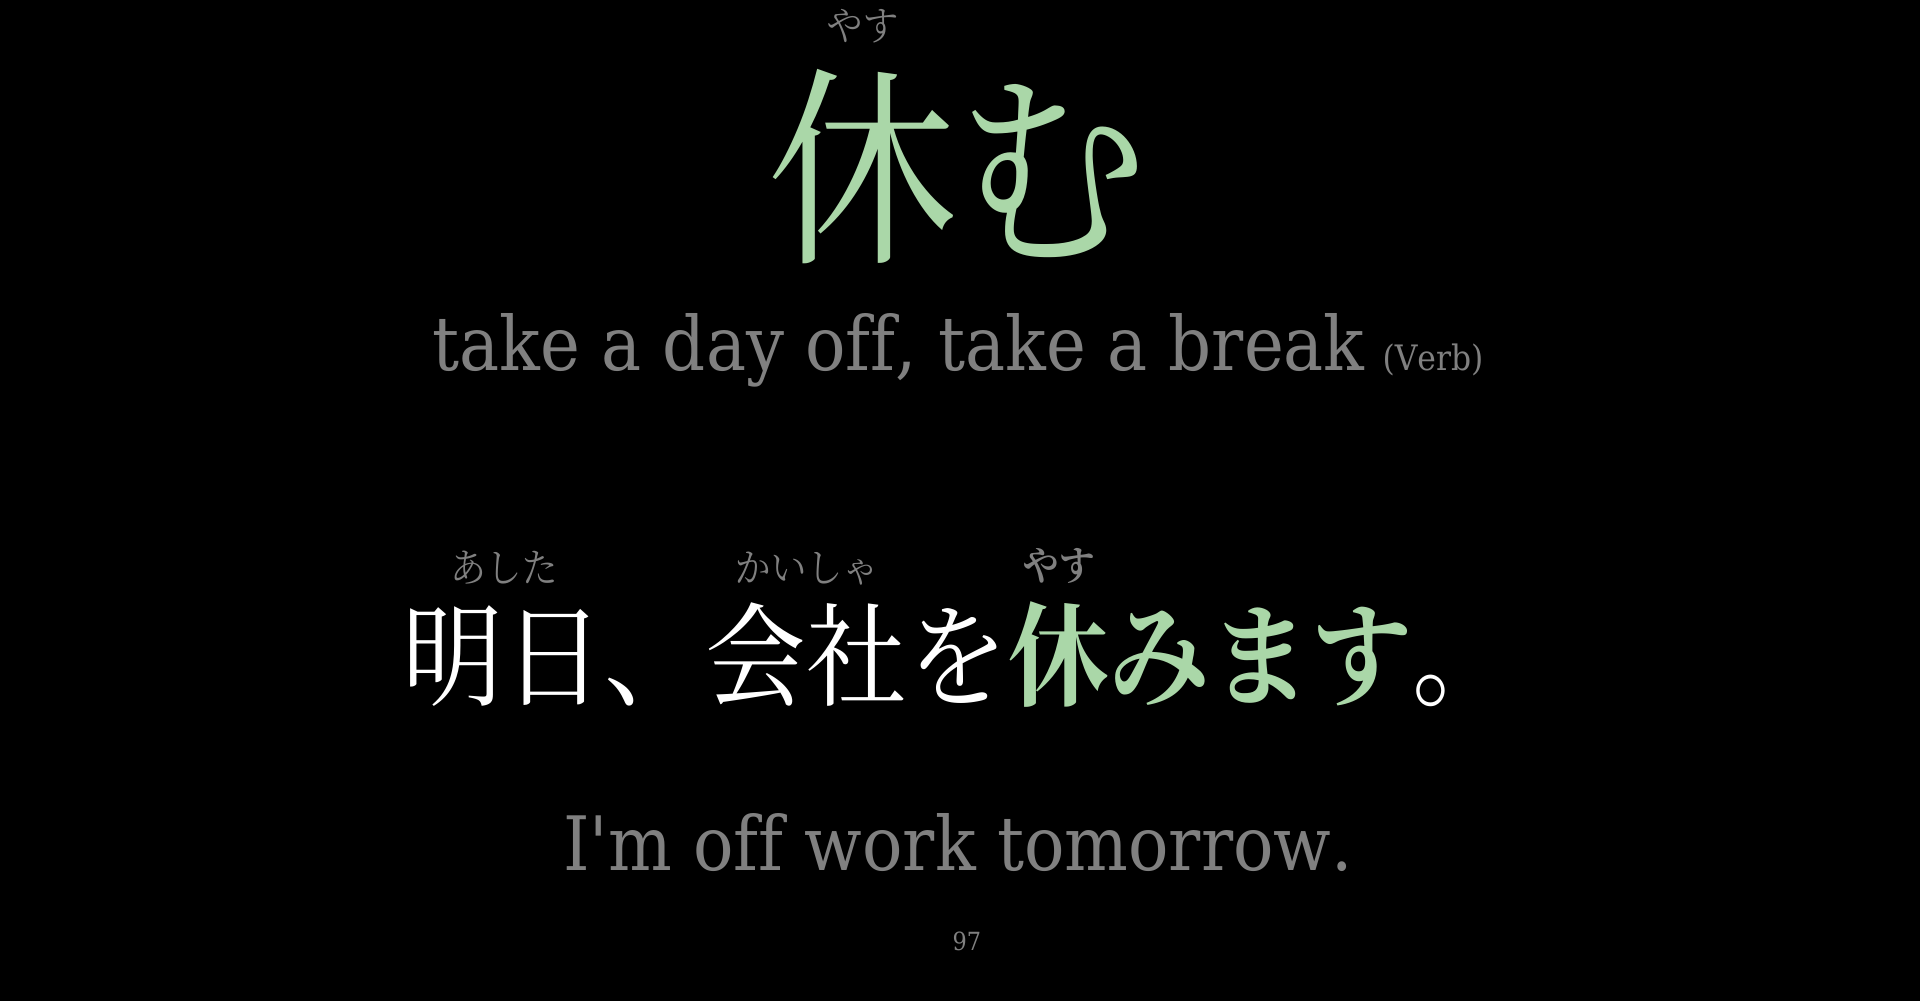 やす
休む
take a day off, take a break (Verb)
あした かいしゃ やす
明日、会社を休みます。
I'm off work tomorrow.
97